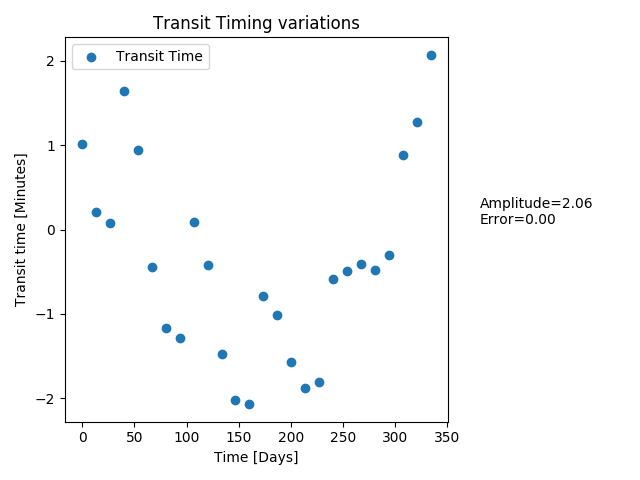 Transit Timing variations
Transit Time
2
1
0
−1
−2
Transit time [Minutes]
0 50 100 150 200 250 300 350
Time [Days]
Amplitude=2.06
Error=0.00